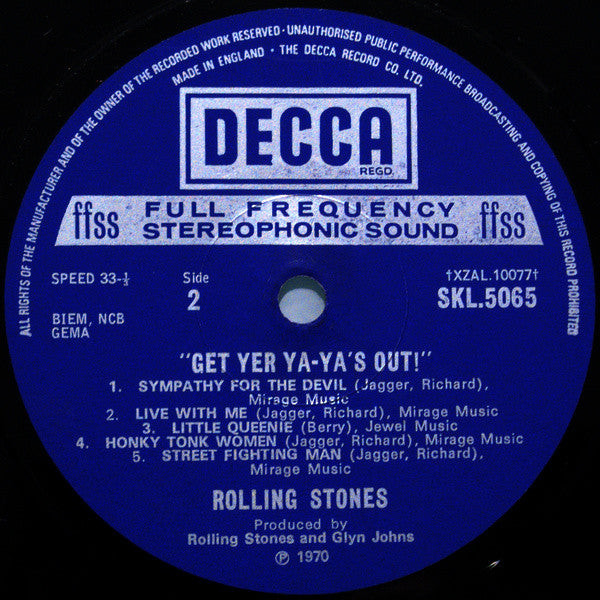 ALL RIGHTS OF THE MANUFACTURER AND OF THE OWNER OF THE RECORDED WORK RESERVED · UNAUTHORISED PUBLIC PERFORMANCE BROADCASTING AND COPYING OF THIS RECORD PROHIBITED
MADE IN ENGLAND · THE DECCA RECORD CO. LTD.
DECCA
REGD.
ffss FULL FREQUENCY ffss
STEREOPHONIC SOUND
SPEED 33-⅓
Side
2
†XZAL.10077†
SKL.5065
BIEM, NCB
GEMA
"GET YER YA-YA'S OUT!"
1. SYMPATHY FOR THE DEVIL (Jagger, Richard),
Mirage Music
2. LIVE WITH ME (Jagger, Richard), Mirage Music
3. LITTLE QUEENIE (Berry), Jewel Music
4. HONKY TONK WOMEN (Jagger, Richard), Mirage Music
5. STREET FIGHTING MAN (Jagger, Richard),
Mirage Music
ROLLING STONES
Produced by
Rolling Stones and Glyn Johns
℗ 1970